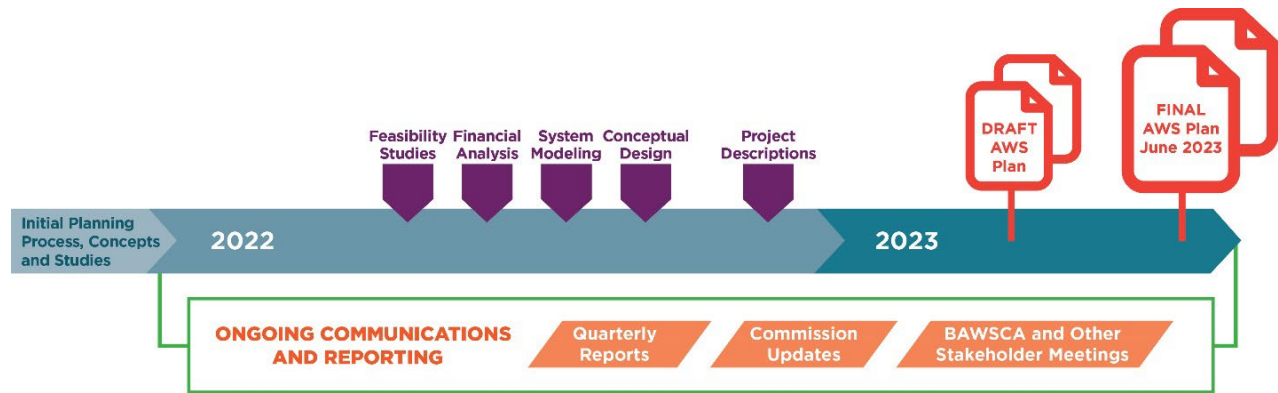 Feasibility
Studies
Financial
Analysis
System
Modeling
Conceptual
Design
Project
Descriptions
DRAFT
AWS
Plan
FINAL
AWS Plan
June 2023
Initial Planning
Process, Concepts
and Studies
2022
2023
ONGOING COMMUNICATIONS
AND REPORTING
Quarterly
Reports
Commission
Updates
BAWSCA and Other
Stakeholder Meetings